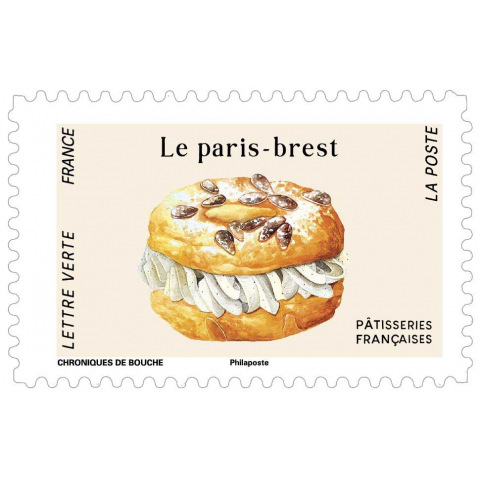 Le paris-brest
LETTRE VERTE FRANCE
LA POSTE
PÂTISSERIES
FRANÇAISES
CHRONIQUES DE BOUCHE
Philaposte